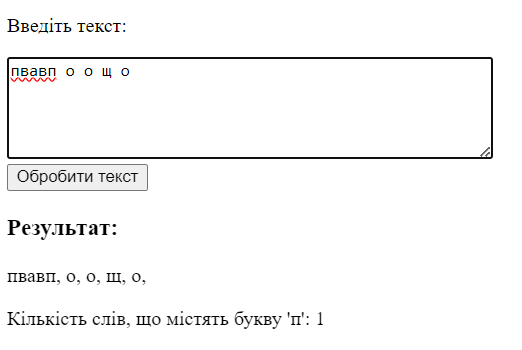 Введіть текст:
пвавп о о щ о
Обробити текст
Результат:
пвавп, о, о, щ, о,
Кількість слів, що містять букву 'п': 1